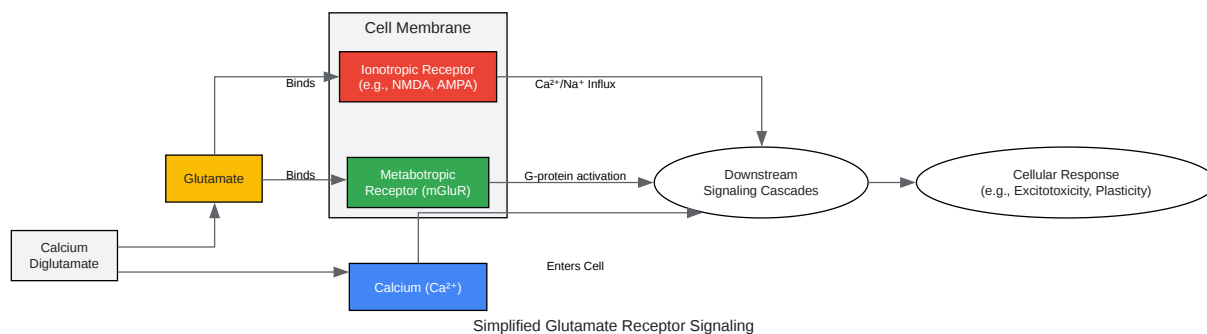 Cell Membrane
Ionotropic Receptor
(e.g., NMDA, AMPA)
Binds
Ca²⁺/Na⁺ Influx
Glutamate
Binds
Metabotropic
Receptor (mGluR)
G-protein activation
Downstream
Signaling Cascades
Cellular Response
(e.g., Excitotoxicity, Plasticity)
Calcium
Diglutamate
Enters Cell
Calcium (Ca²⁺)
Simplified Glutamate Receptor Signaling